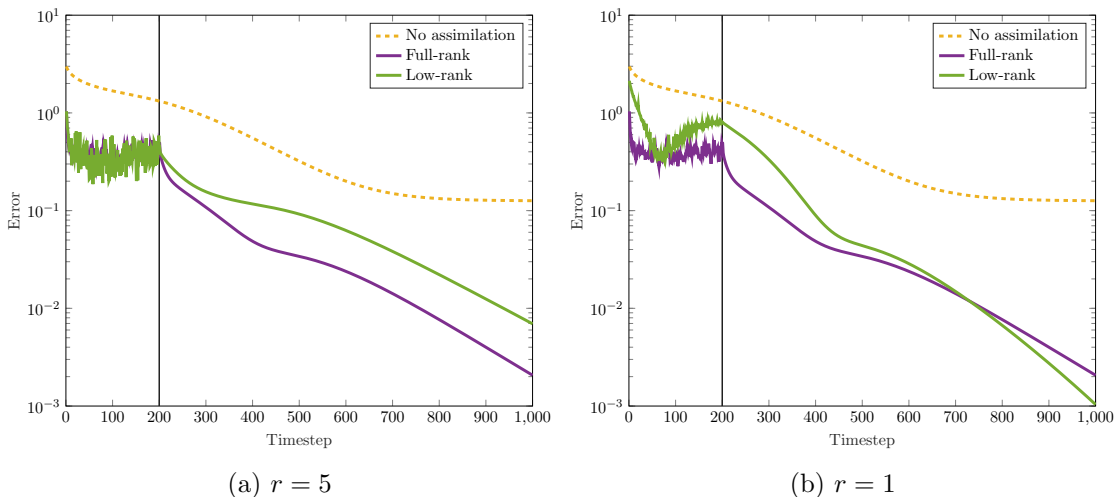 10^1
10^0
10^−1
10^−2
10^−3
Error
0 100 200 300 400 500 600 700 800 900 1,000
Timestep
No assimilation
Full-rank
Low-rank
(a) r = 5
10^1
10^0
10^−1
10^−2
10^−3
Error
0 100 200 300 400 500 600 700 800 900 1,000
Timestep
No assimilation
Full-rank
Low-rank
(b) r = 1